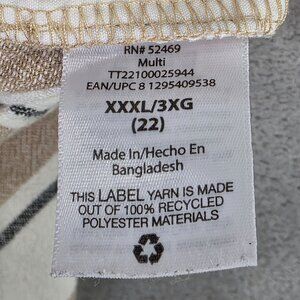 RN# 52469
Multi
TT22100025944
EAN/UPC 8 1295409538
XXXL/3XG
(22)
Made In/Hecho En
Bangladesh
THIS LABEL YARN IS MADE
OUT OF 100% RECYCLED
POLYESTER MATERIALS